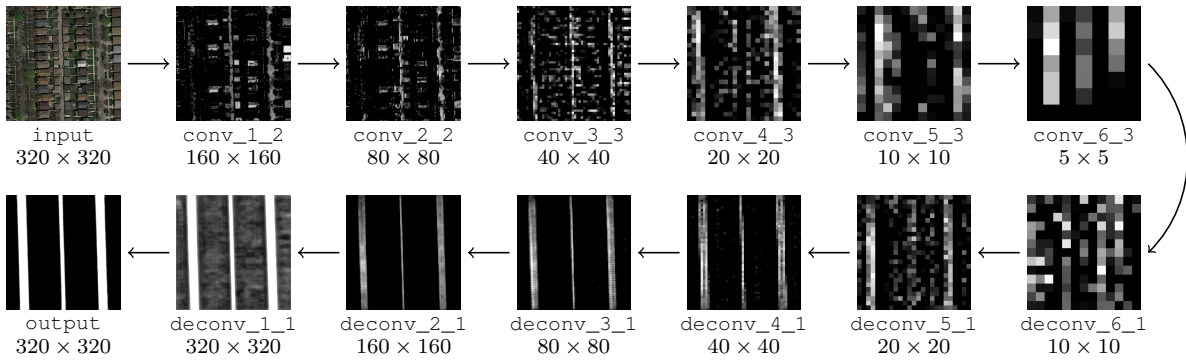 input conv_1_2 conv_2_2 conv_3_3 conv_4_3 conv_5_3 conv_6_3
320 × 320 160 × 160 80 × 80 40 × 40 20 × 20 10 × 10 5 × 5
output deconv_1_1 deconv_2_1 deconv_3_1 deconv_4_1 deconv_5_1 deconv_6_1
320 × 320 320 × 320 160 × 160 80 × 80 40 × 40 20 × 20 10 × 10